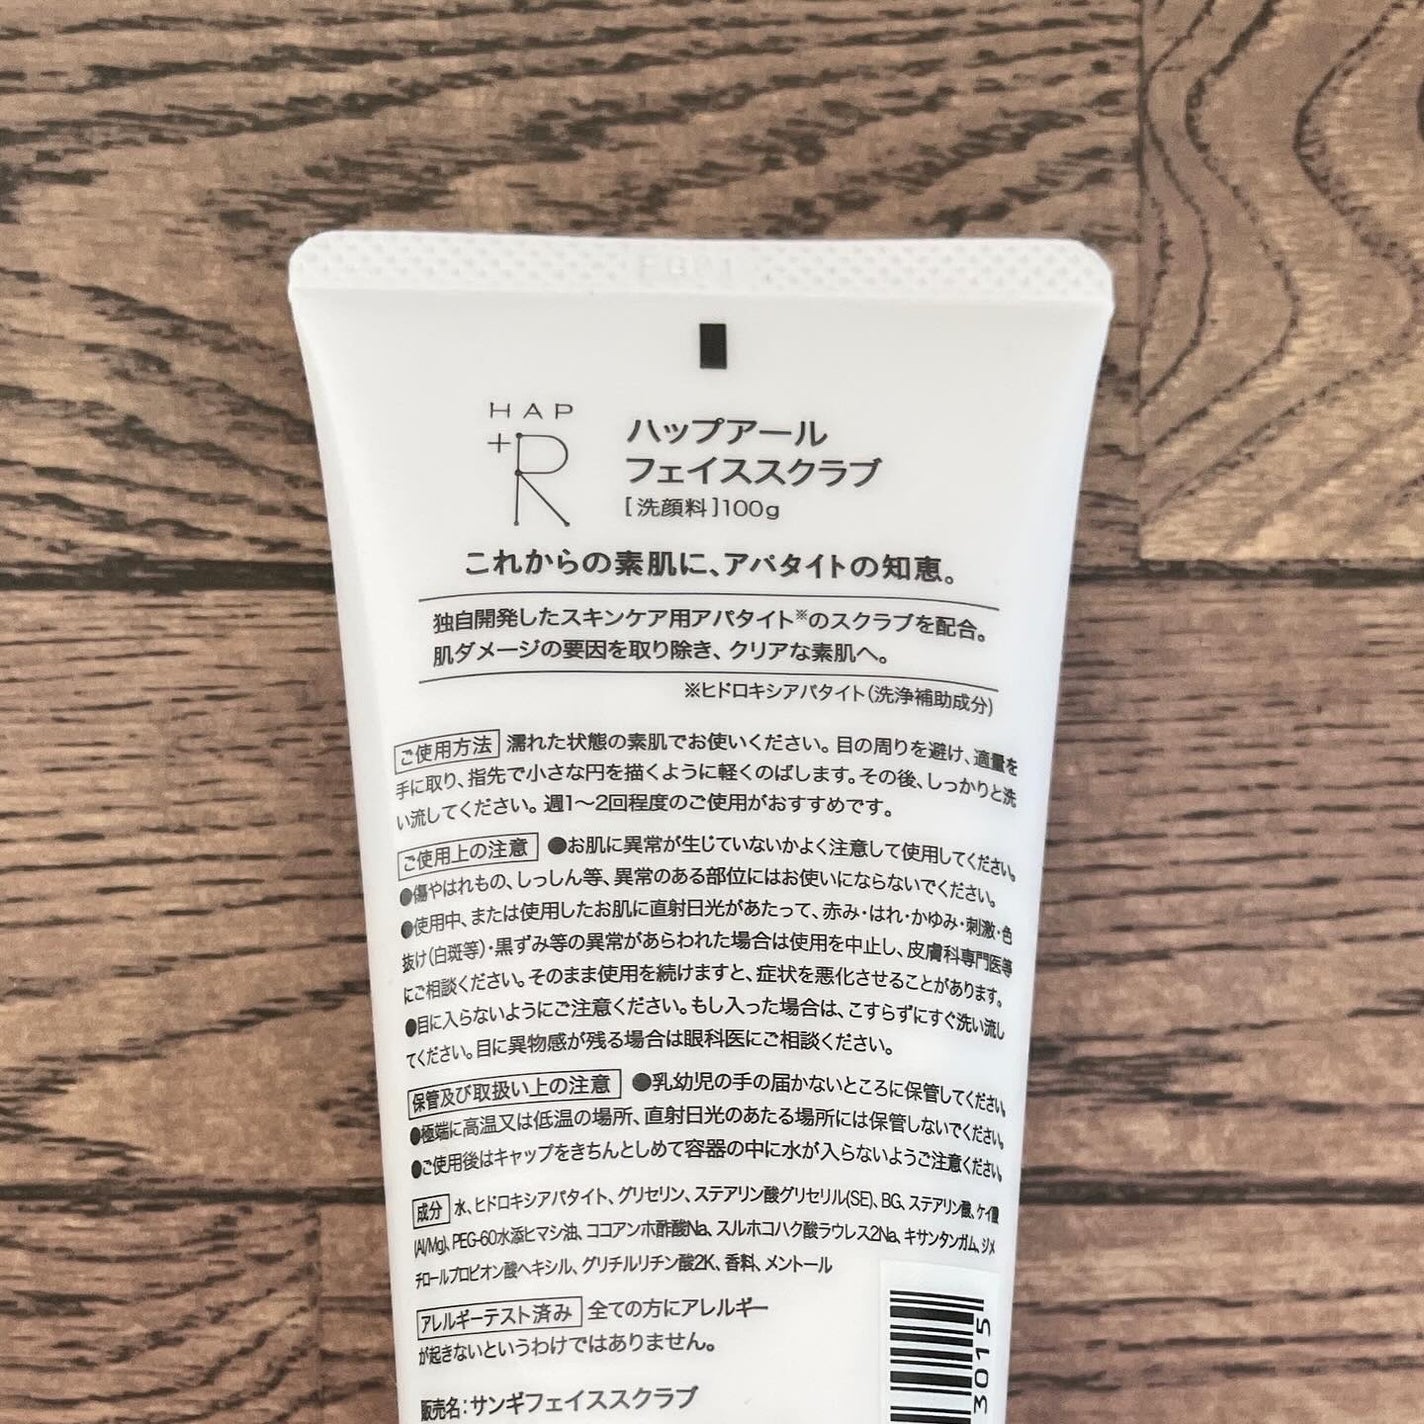 HAP
+R
ハップアール
フェイススクラブ
[洗顔料]100g
これからの素肌に、アパタイトの知恵。
独自開発したスキンケア用アパタイト※のスクラブを配合。
肌ダメージの要因を取り除き、クリアな素肌へ。
※ヒドロキシアパタイト(洗浄補助成分)
ご使用方法 濡れた状態の素肌でお使いください。目の周りを避け、適量を
手に取り、指先で小さな円を描くように軽くのばします。その後、しっかりと洗
い流してください。週1〜2回程度のご使用がおすすめです。
ご使用上の注意 ●お肌に異常が生じていないかよく注意して使用してください。
●傷やはれもの、しっしん等、異常のある部位にはお使いにならないでください。
●使用中、または使用したお肌に直射日光があたって、赤み・はれ・かゆみ・刺激・色
抜け(白斑等)・黒ずみ等の異常があらわれた場合は使用を中止し、皮膚科専門医等
にご相談ください。そのまま使用を続けますと、症状を悪化させることがあります。
●目に入らないようにご注意ください。もし入った場合は、こすらずにすぐ洗い流し
てください。目に異物感が残る場合は眼科医にご相談ください。
保管及び取扱い上の注意 ●乳幼児の手の届かないところに保管してください。
●極端に高温又は低温の場所、直射日光のあたる場所には保管しないでください。
●ご使用後はキャップをきちんとしめて容器の中に水が入らないようご注意ください。
成分 水、ヒドロキシアパタイト、グリセリン、ステアリン酸グリセリル(SE)、BG、ステアリン酸、ケイ酸
(Al/Mg)、PEG-60水添ヒマシ油、ココアンホ酢酸Na、スルホコハク酸ラウレス2Na、キサンタンガム、ジメ
チロールプロピオン酸ヘキシル、グリチルリチン酸2K、香料、メントール
アレルギーテスト済み 全ての方にアレルギー
が起きないというわけではありません。
販売名:サンギフェイススクラブ
3015